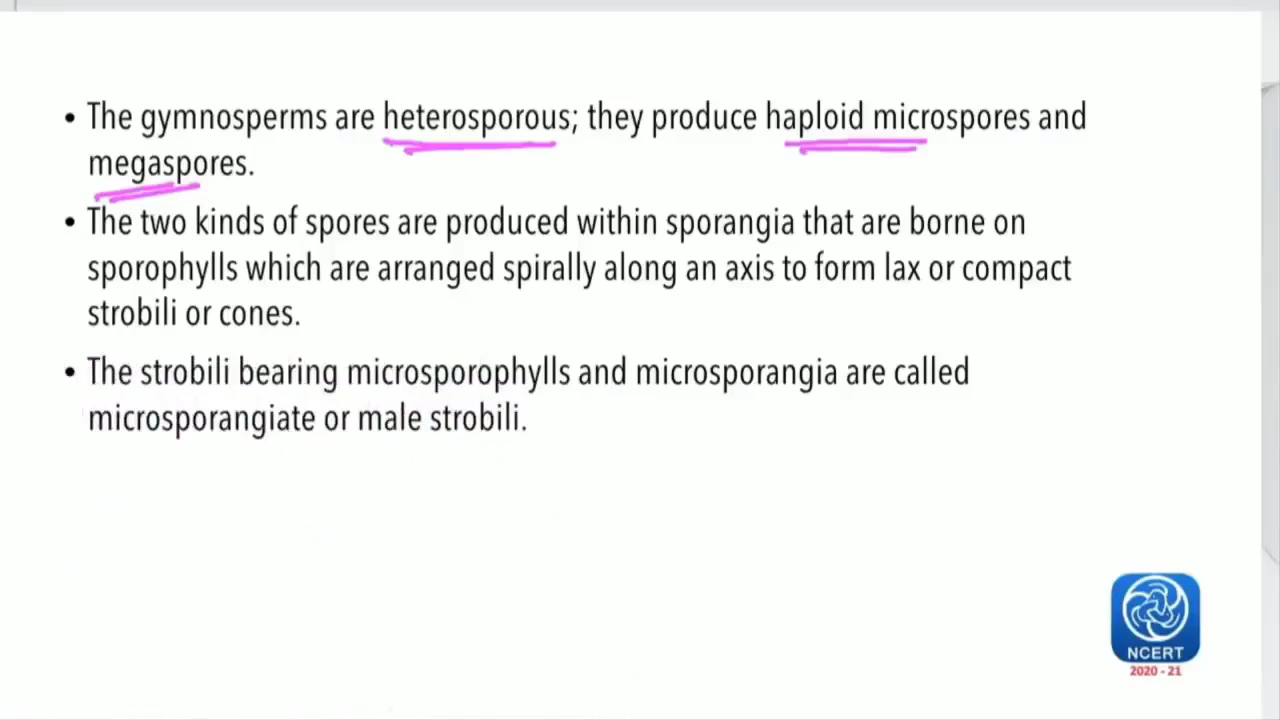 • The gymnosperms are heterosporous; they produce haploid microspores and
megaspores.
• The two kinds of spores are produced within sporangia that are borne on
sporophylls which are arranged spirally along an axis to form lax or compact
strobili or cones.
• The strobili bearing microsporophylls and microsporangia are called
microsporangiate or male strobili.
NCERT
2020 - 21